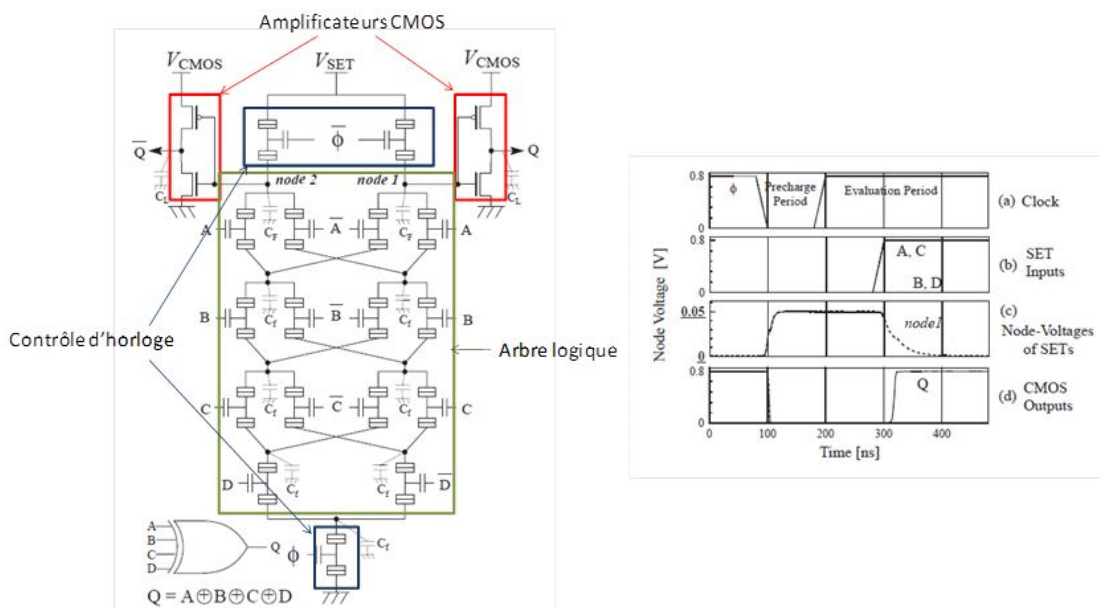 Amplificateurs CMOS
V_CMOS V_SET V_CMOS
Q̅ ϕ̅ Q
C_L node 2 node 1 C_L
A C_F A̅ C_F A
B C_f B̅ C_f B
C C_f C̅ C_f C
D C_f C_f D̅
ϕ C_f
Contrôle d'horloge
Arbre logique
A
B
C
D
Q
Q = A⊕B⊕C⊕D
Node Voltage [V]
0.8 ϕ Precharge Period Evaluation Period (a) Clock
0
0.8 A, C (b) SET Inputs
0 B, D
0.05 node1 (c) Node-Voltages of SETs
0
0.8 Q (d) CMOS Outputs
0
0 100 200 300 400
Time [ns]